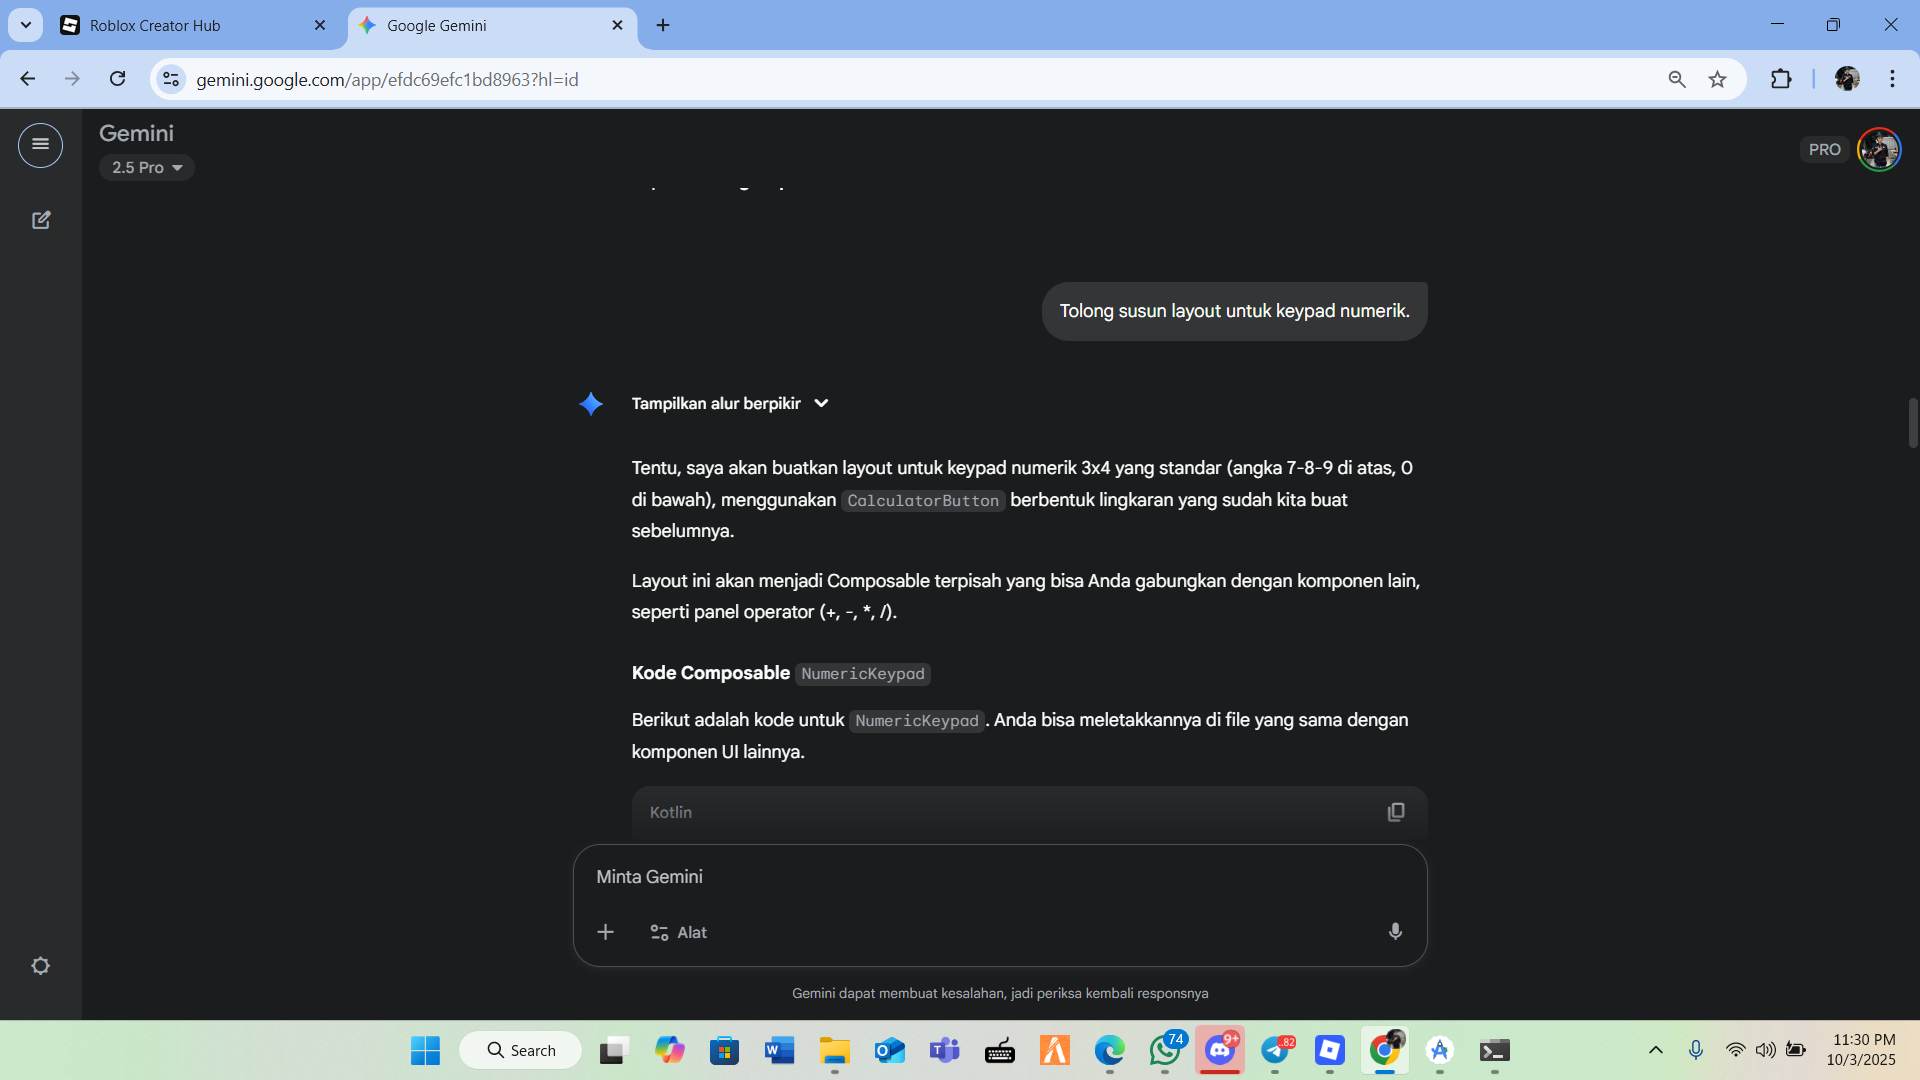 Roblox Creator Hub
Google Gemini
gemini.google.com/app/efdc69efc1bd8963?hl=id
Gemini
2.5 Pro
PRO
Tolong susun layout untuk keypad numerik.
Tampilkan alur berpikir
Tentu, saya akan buatkan layout untuk keypad numerik 3x4 yang standar (angka 7-8-9 di atas, 0
di bawah), menggunakan CalculatorButton berbentuk lingkaran yang sudah kita buat
sebelumnya.
Layout ini akan menjadi Composable terpisah yang bisa Anda gabungkan dengan komponen lain,
seperti panel operator (+, -, *, /).
Kode Composable NumericKeypad
Berikut adalah kode untuk NumericKeypad. Anda bisa meletakkannya di file yang sama dengan
komponen UI lainnya.
Kotlin
Minta Gemini
Alat
Gemini dapat membuat kesalahan, jadi periksa kembali responsnya
Search
74
9+
..82
11:30 PM
10/3/2025